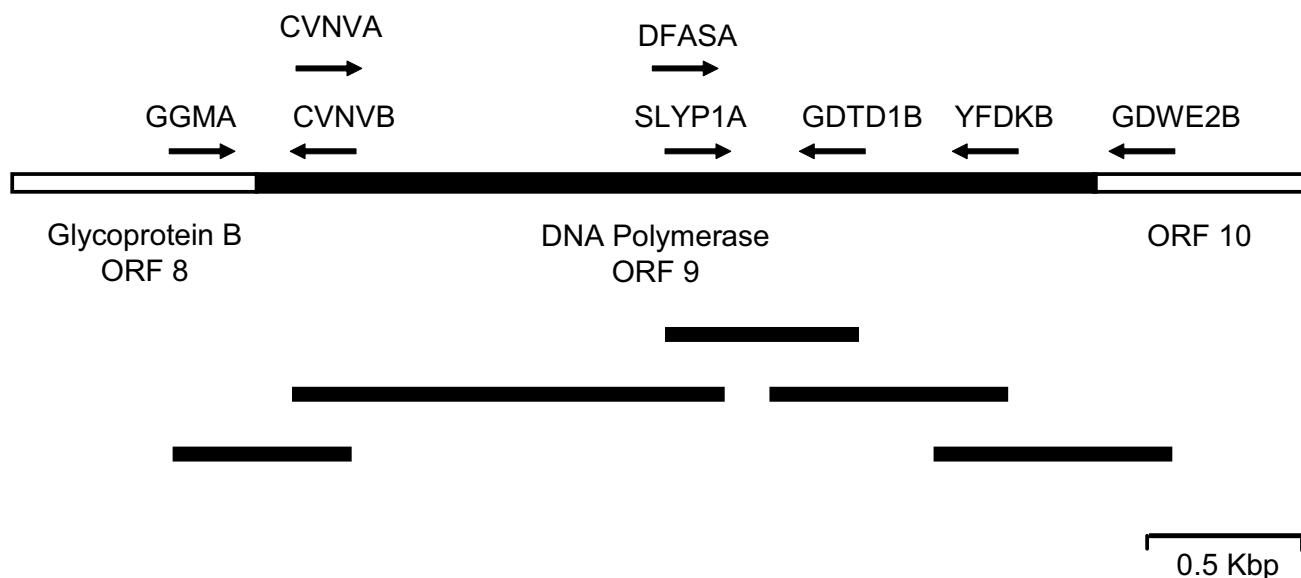 CVNVA
DFASA
GGMA
CVNVB
SLYP1A
GDTD1B
YFDKB
GDWE2B
Glycoprotein B
ORF 8
DNA Polymerase
ORF 9
ORF 10
0.5 Kbp